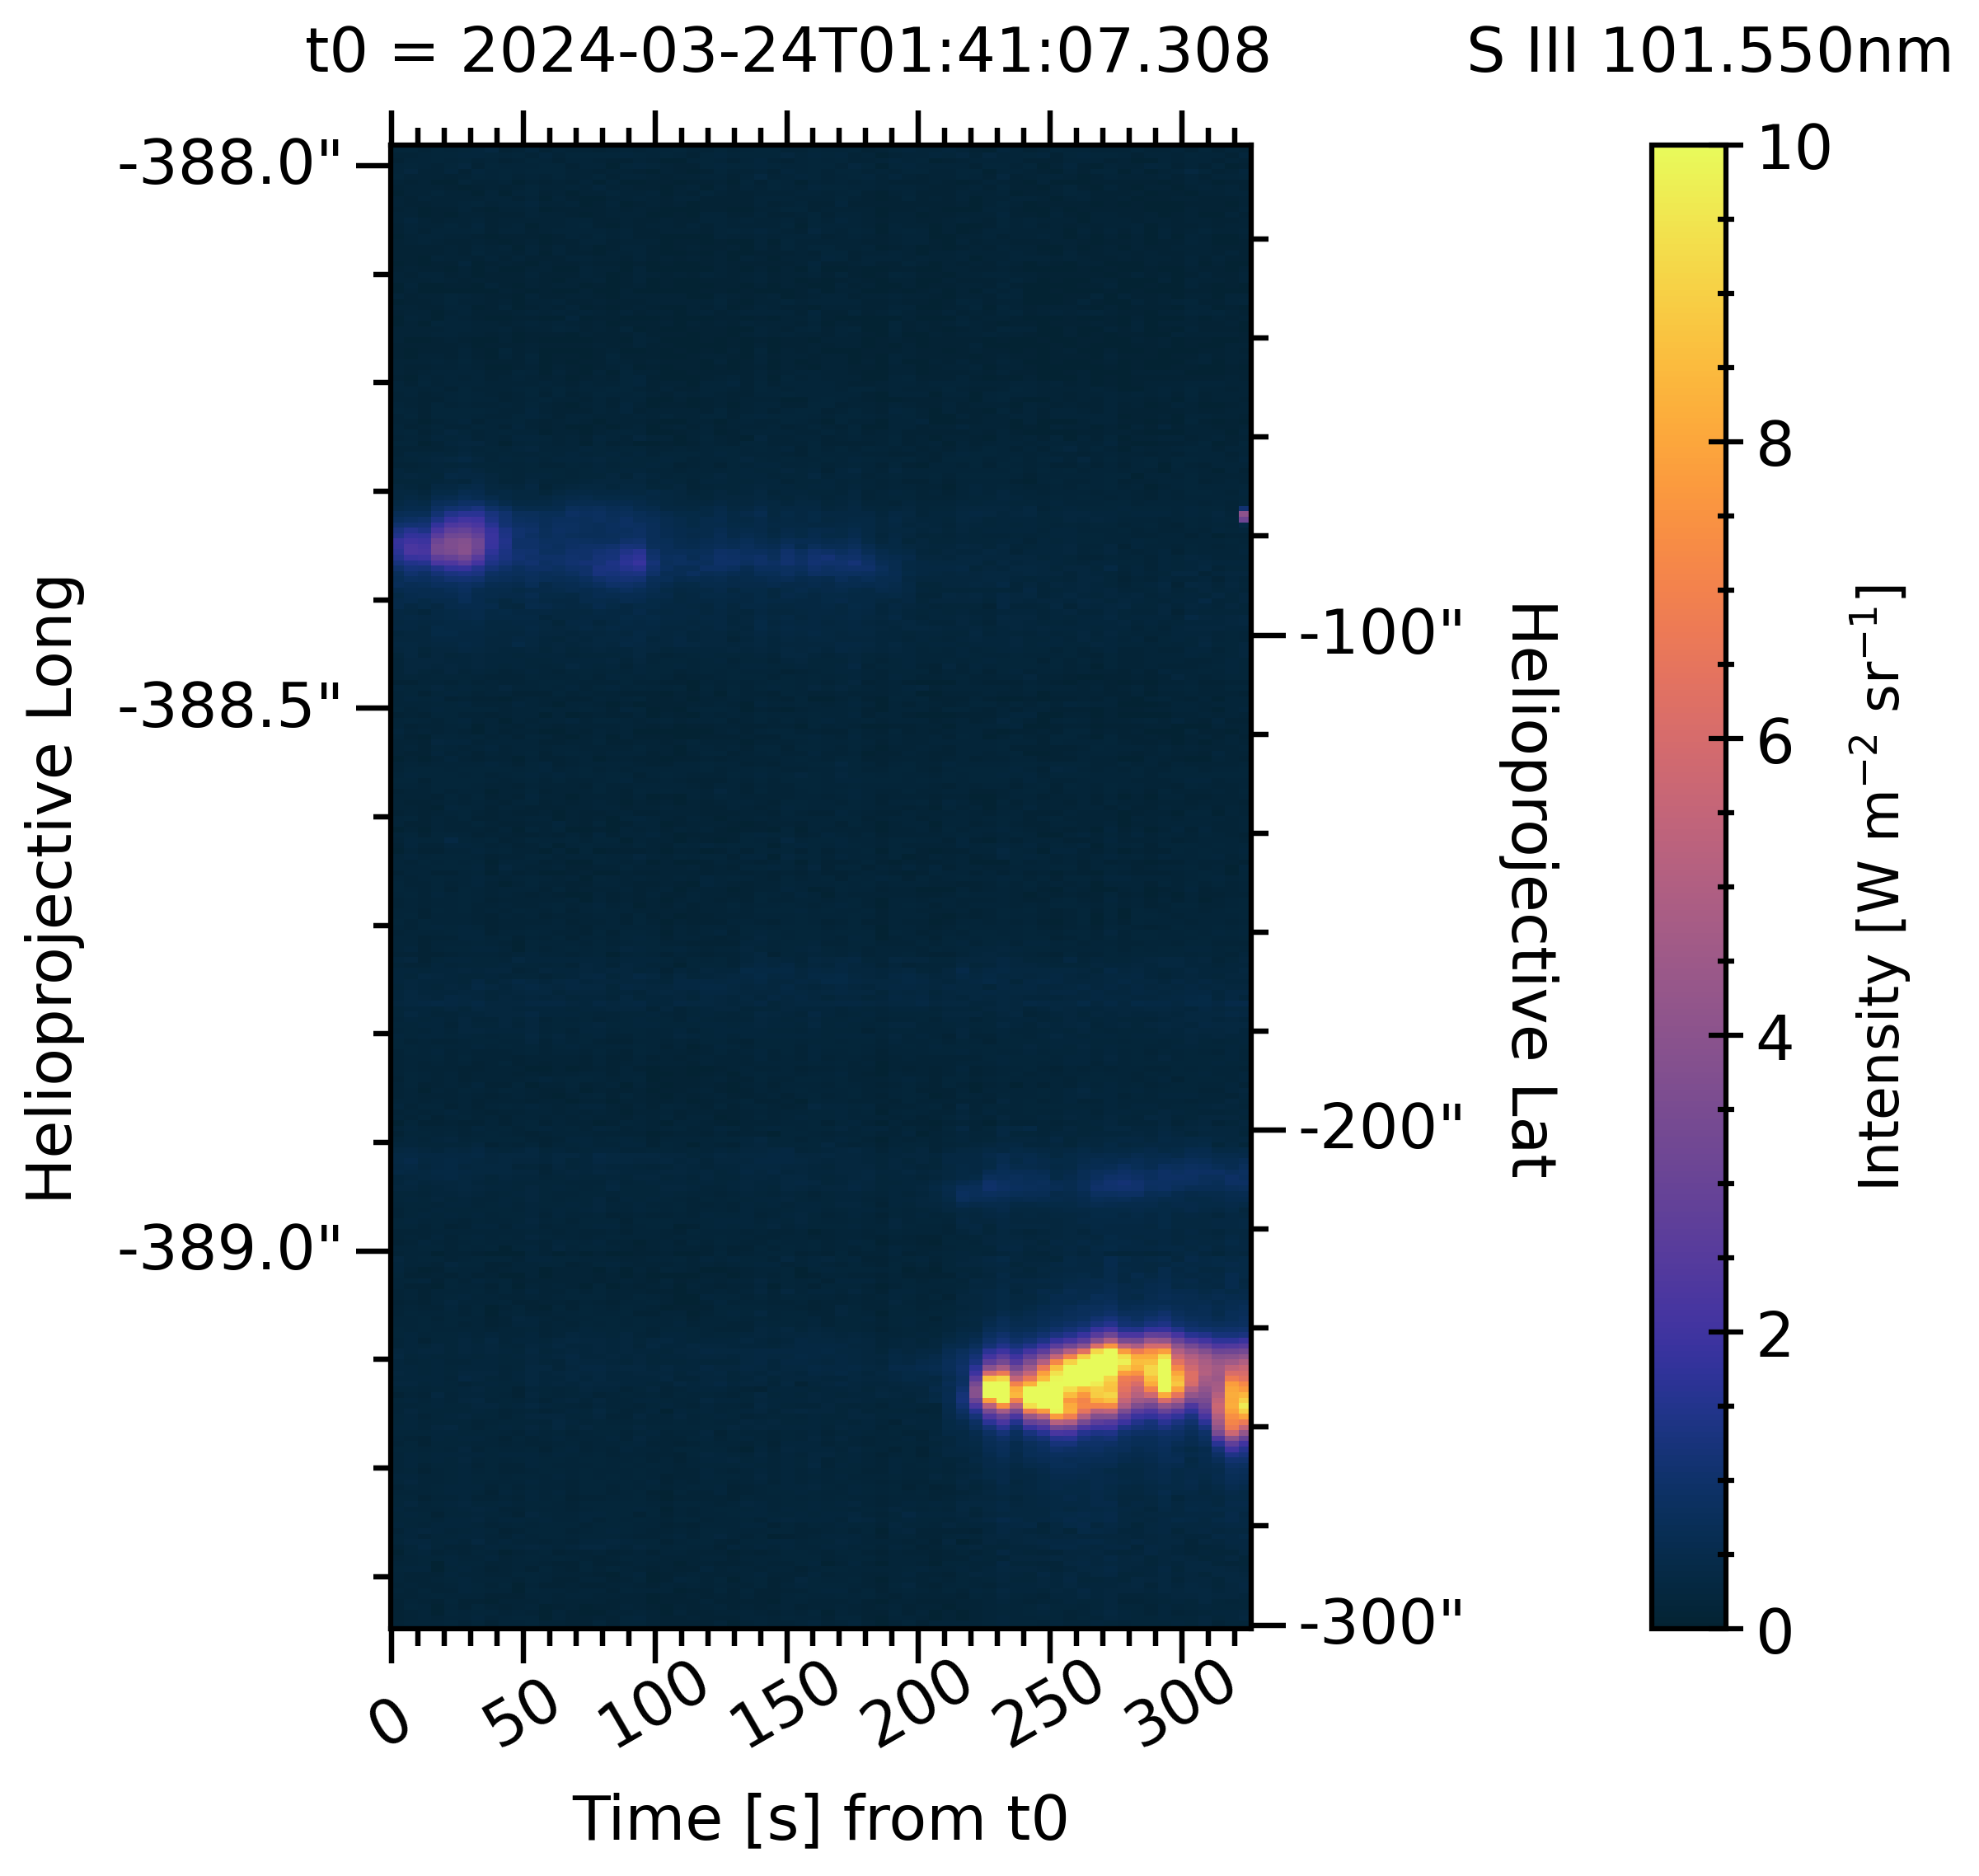 t0 = 2024-03-24T01:41:07.308
S III 101.550nm
-388.0"
-388.5"
-389.0"
Helioprojective Long
-100"
-200"
-300"
Helioprojective Lat
10
8
6
4
2
0
Intensity [W m⁻² sr⁻¹]
0 50 100 150 200 250 300
Time [s] from t0